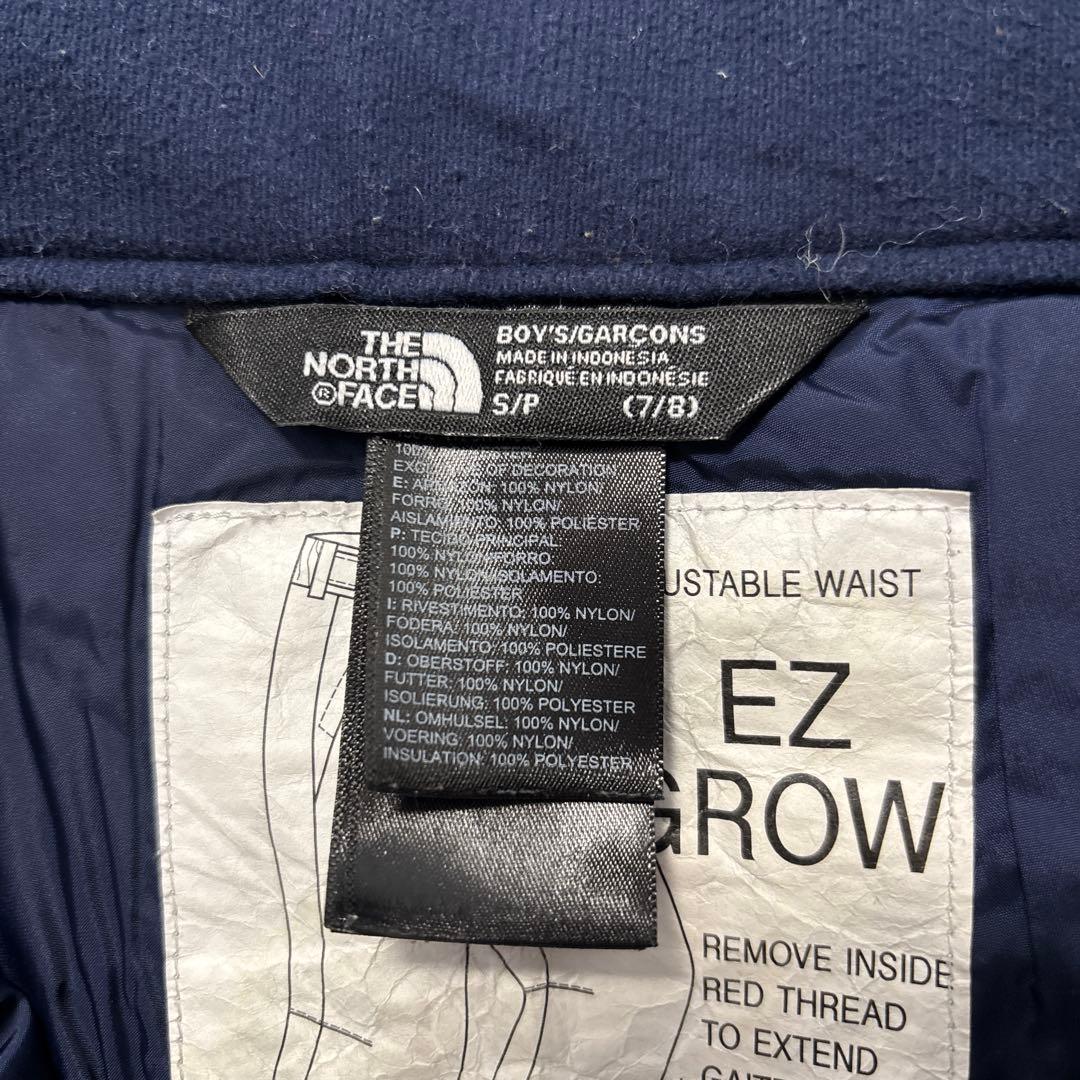 THE
NORTH
FACE
BOY'S/GARÇONS
MADE IN INDONESIA
FABRIQUÉ EN INDONÉSIE
S/P (7/8)
OF DECORATION
E: 100% NYLON/
FORRO: 100% NYLON/
AISLAMIENTO: 100% POLIESTER
P: TECIDO PRINCIPAL
100% NYLON/FORRO
100% NYLON/ISOLAMENTO:
100% POLIESTER
I: RIVESTIMENTO: 100% NYLON/
FODERA: 100% NYLON/
ISOLAMENTO: 100% POLIESTERE
D: OBERSTOFF: 100% NYLON/
FUTTER: 100% NYLON/
ISOLIERUNG: 100% POLYESTER
NL: OMHULSEL: 100% NYLON/
VOERING: 100% NYLON/
INSULATION: 100% POLYESTER
USTABLE WAIST
EZ
GROW
REMOVE INSIDE
RED THREAD
TO EXTEND